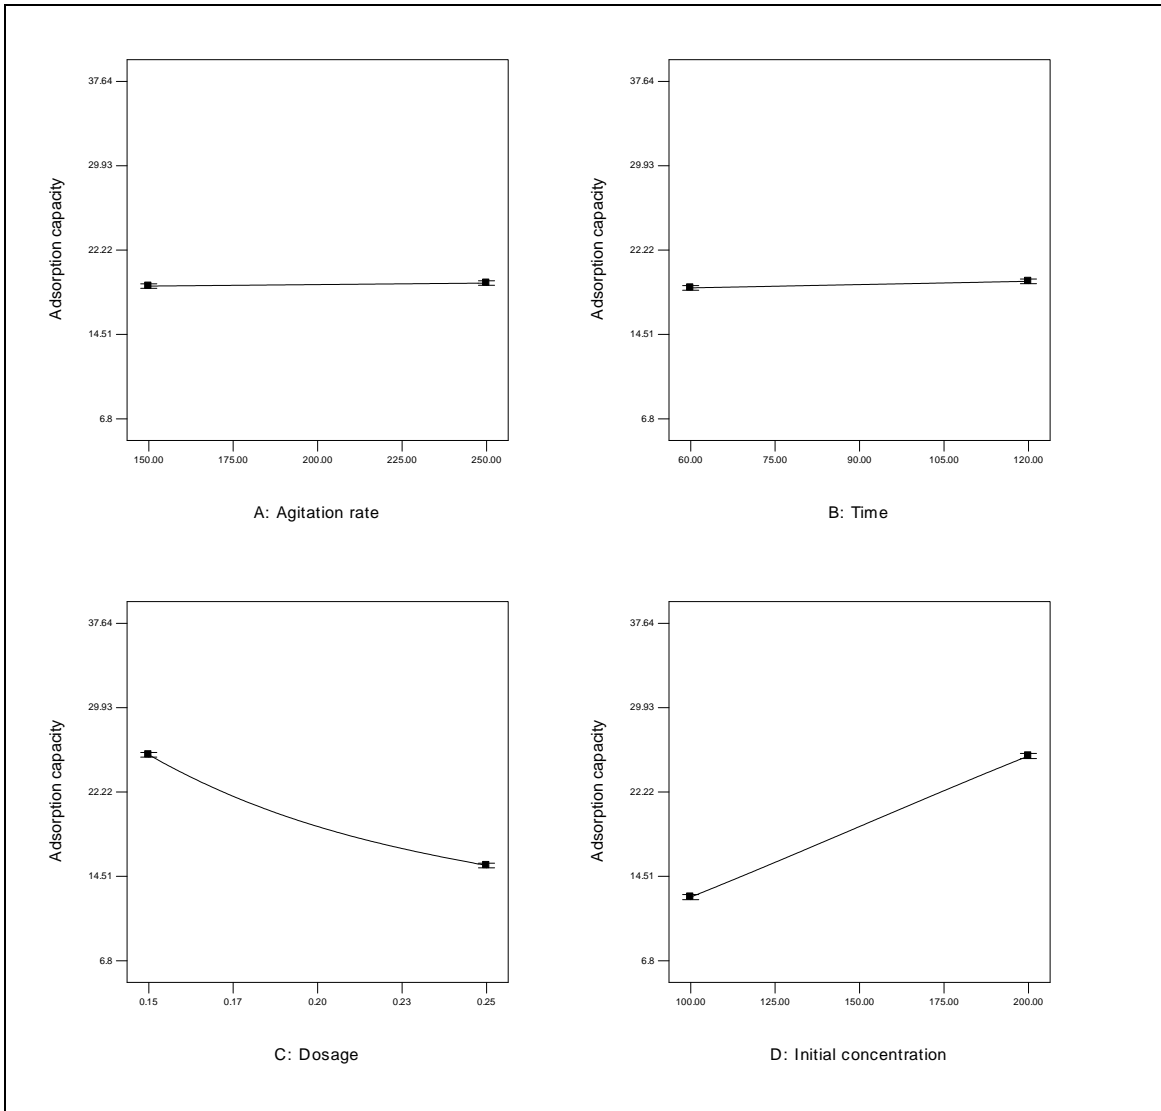 37.64
29.93
22.22
14.51
6.8
Adsorption capacity
150.00 175.00 200.00 225.00 250.00
A: Agitation rate
37.64
29.93
22.22
14.51
6.8
Adsorption capacity
60.00 75.00 90.00 105.00 120.00
B: Time
37.64
29.93
22.22
14.51
6.8
Adsorption capacity
0.15 0.17 0.20 0.23 0.25
C: Dosage
37.64
29.93
22.22
14.51
6.8
Adsorption capacity
100.00 125.00 150.00 175.00 200.00
D: Initial concentration